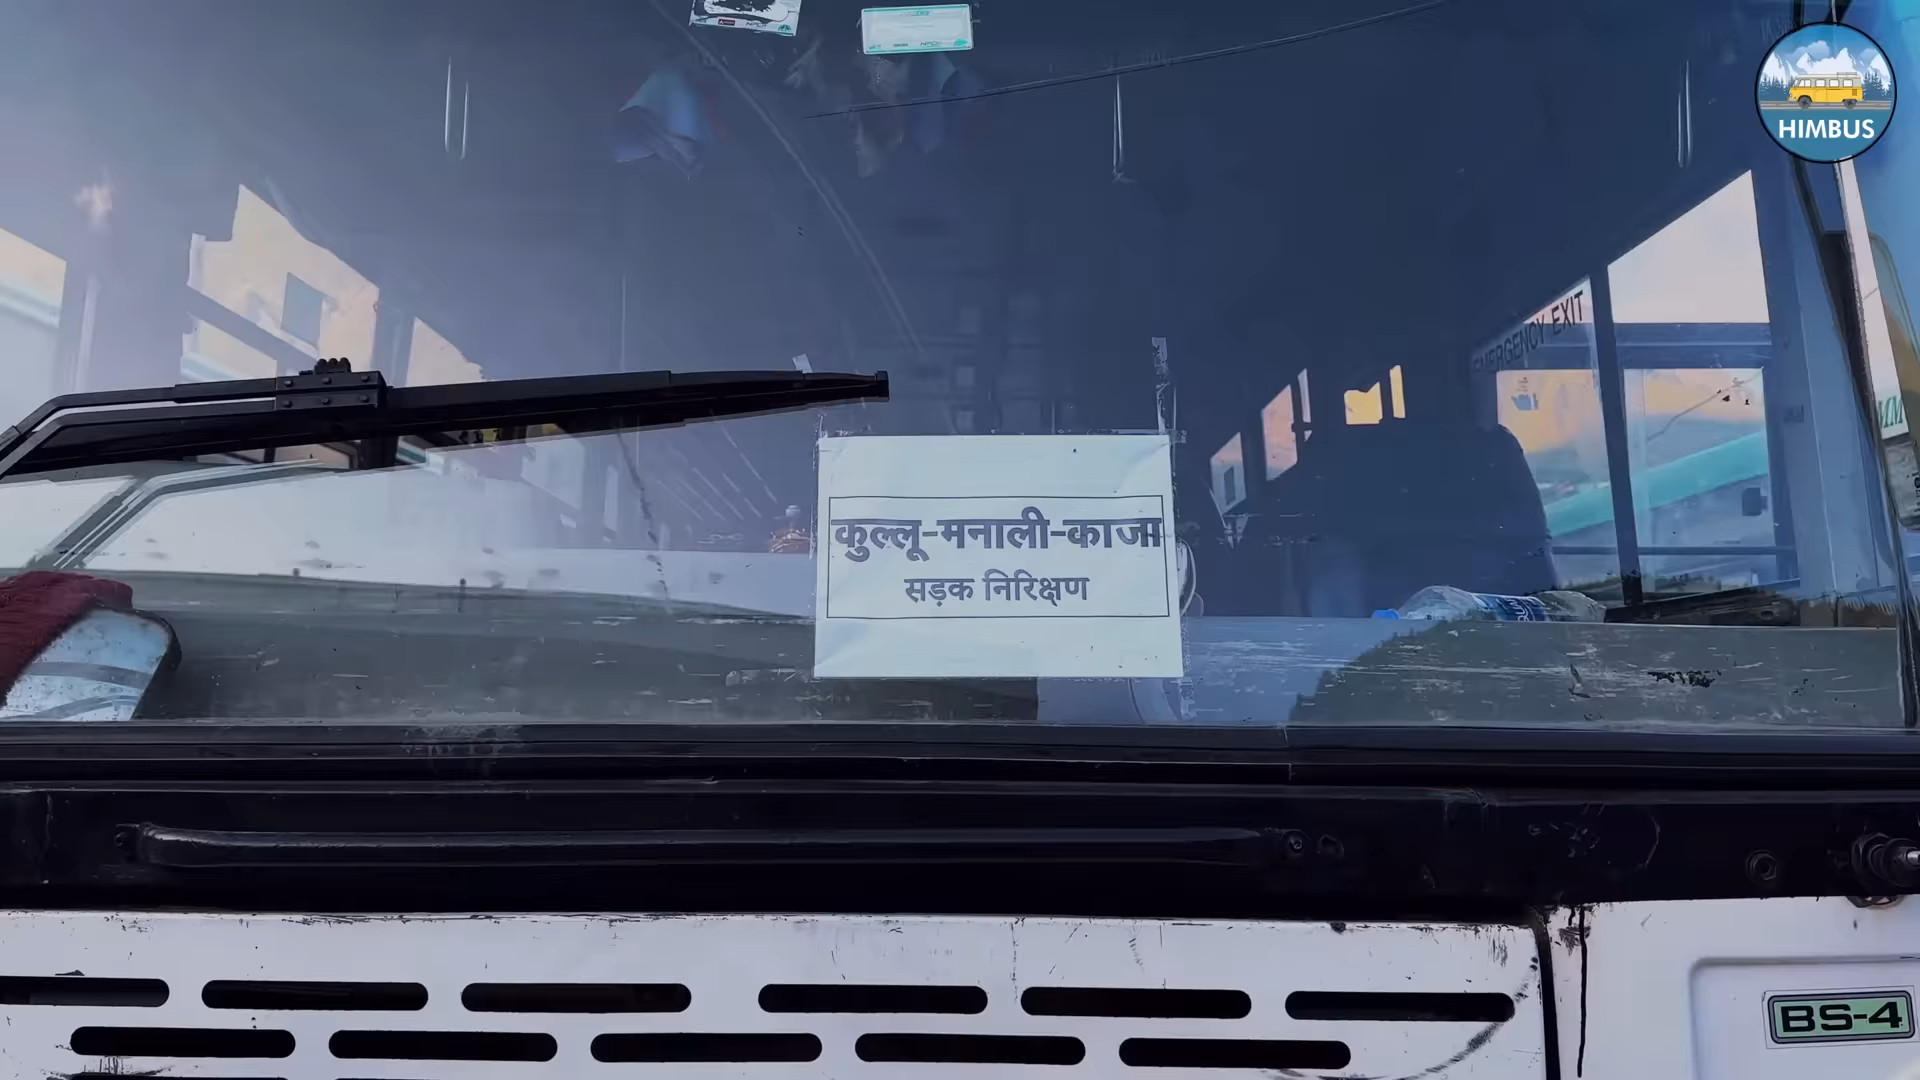 HIMBUS
EMERGENCY EXIT
कुल्लू-मनाली-काजा
सड़क निरिक्षण
BS-4